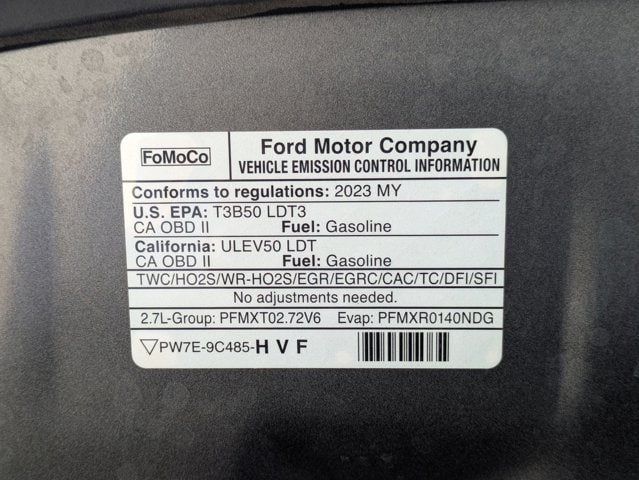 FoMoCo
Ford Motor Company
VEHICLE EMISSION CONTROL INFORMATION
Conforms to regulations: 2023 MY
U.S. EPA: T3B50 LDT3
CA OBD II Fuel: Gasoline
California: ULEV50 LDT
CA OBD II Fuel: Gasoline
TWC/HO2S/WR-HO2S/EGR/EGRC/CAC/TC/DFI/SFI
No adjustments needed.
2.7L-Group: PFMXT02.72V6 Evap: PFMXR0140NDG
▽PW7E-9C485-H V F